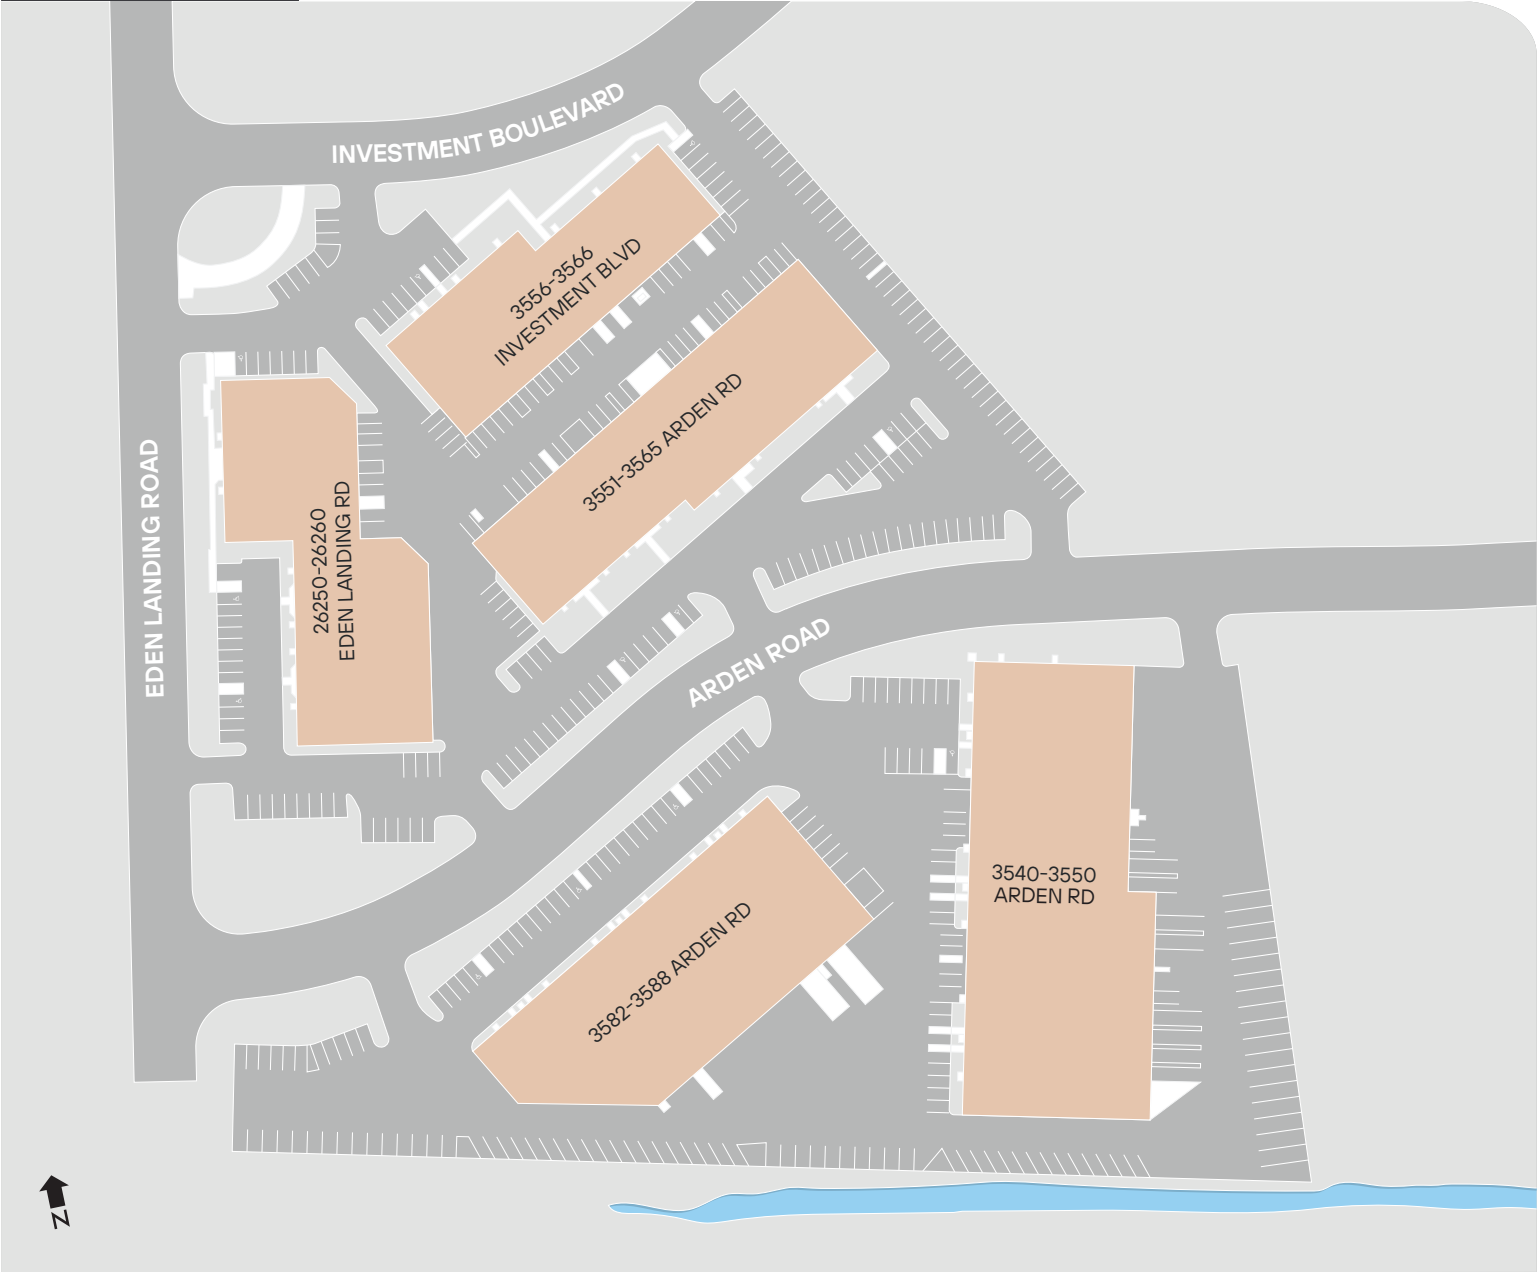 INVESTMENT BOULEVARD
3556-3566
INVESTMENT BLVD
3551-3565 ARDEN RD
EDEN LANDING ROAD
26250-26260
EDEN LANDING RD
ARDEN ROAD
3540-3550
ARDEN RD
3582-3588 ARDEN RD
N